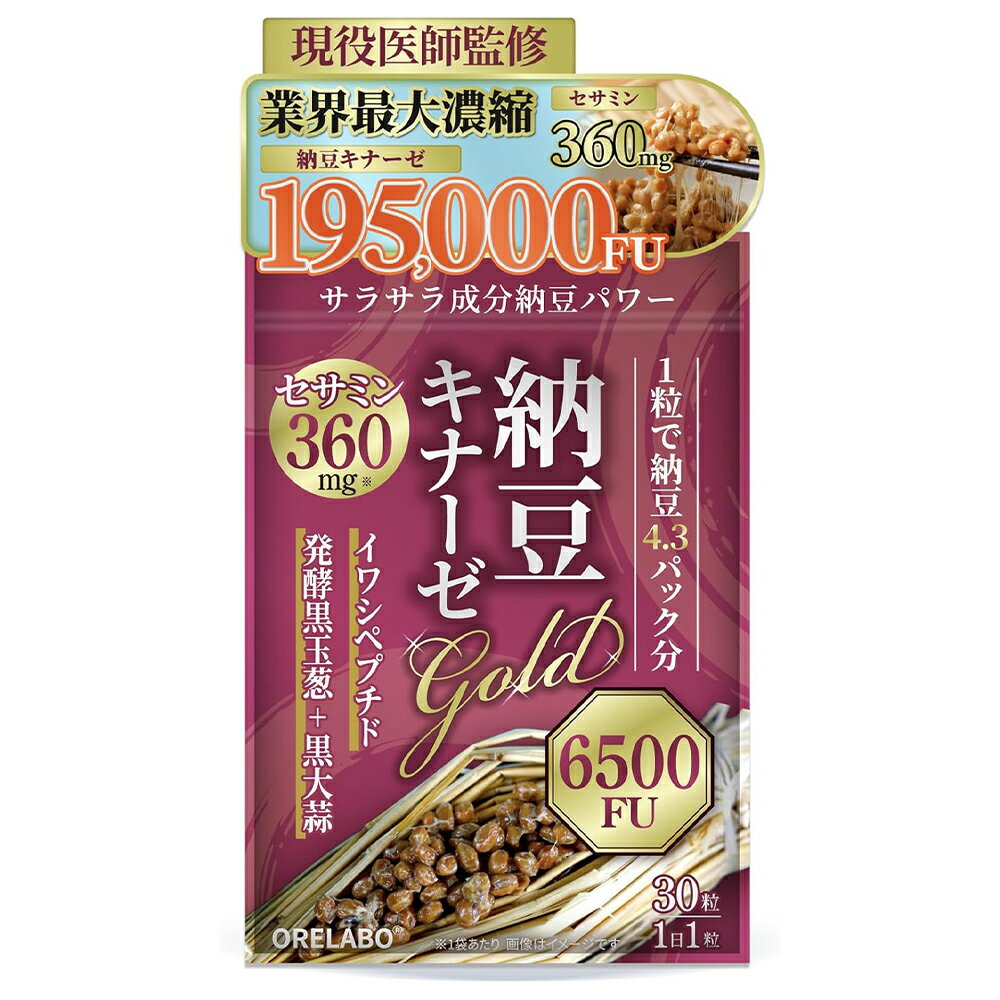 現役医師監修
業界最大濃縮
セサミン
360mg
納豆キナーゼ
195,000FU
サラサラ成分納豆パワー
1粒で納豆4.3パック分
納豆
キナーゼ
Gold
セサミン
360
mg※
イワシペプチド
発酵黒玉葱+黒大蒜
6500
FU
30粒
1日1粒
ORELABO®
※1袋あたり 画像はイメージです